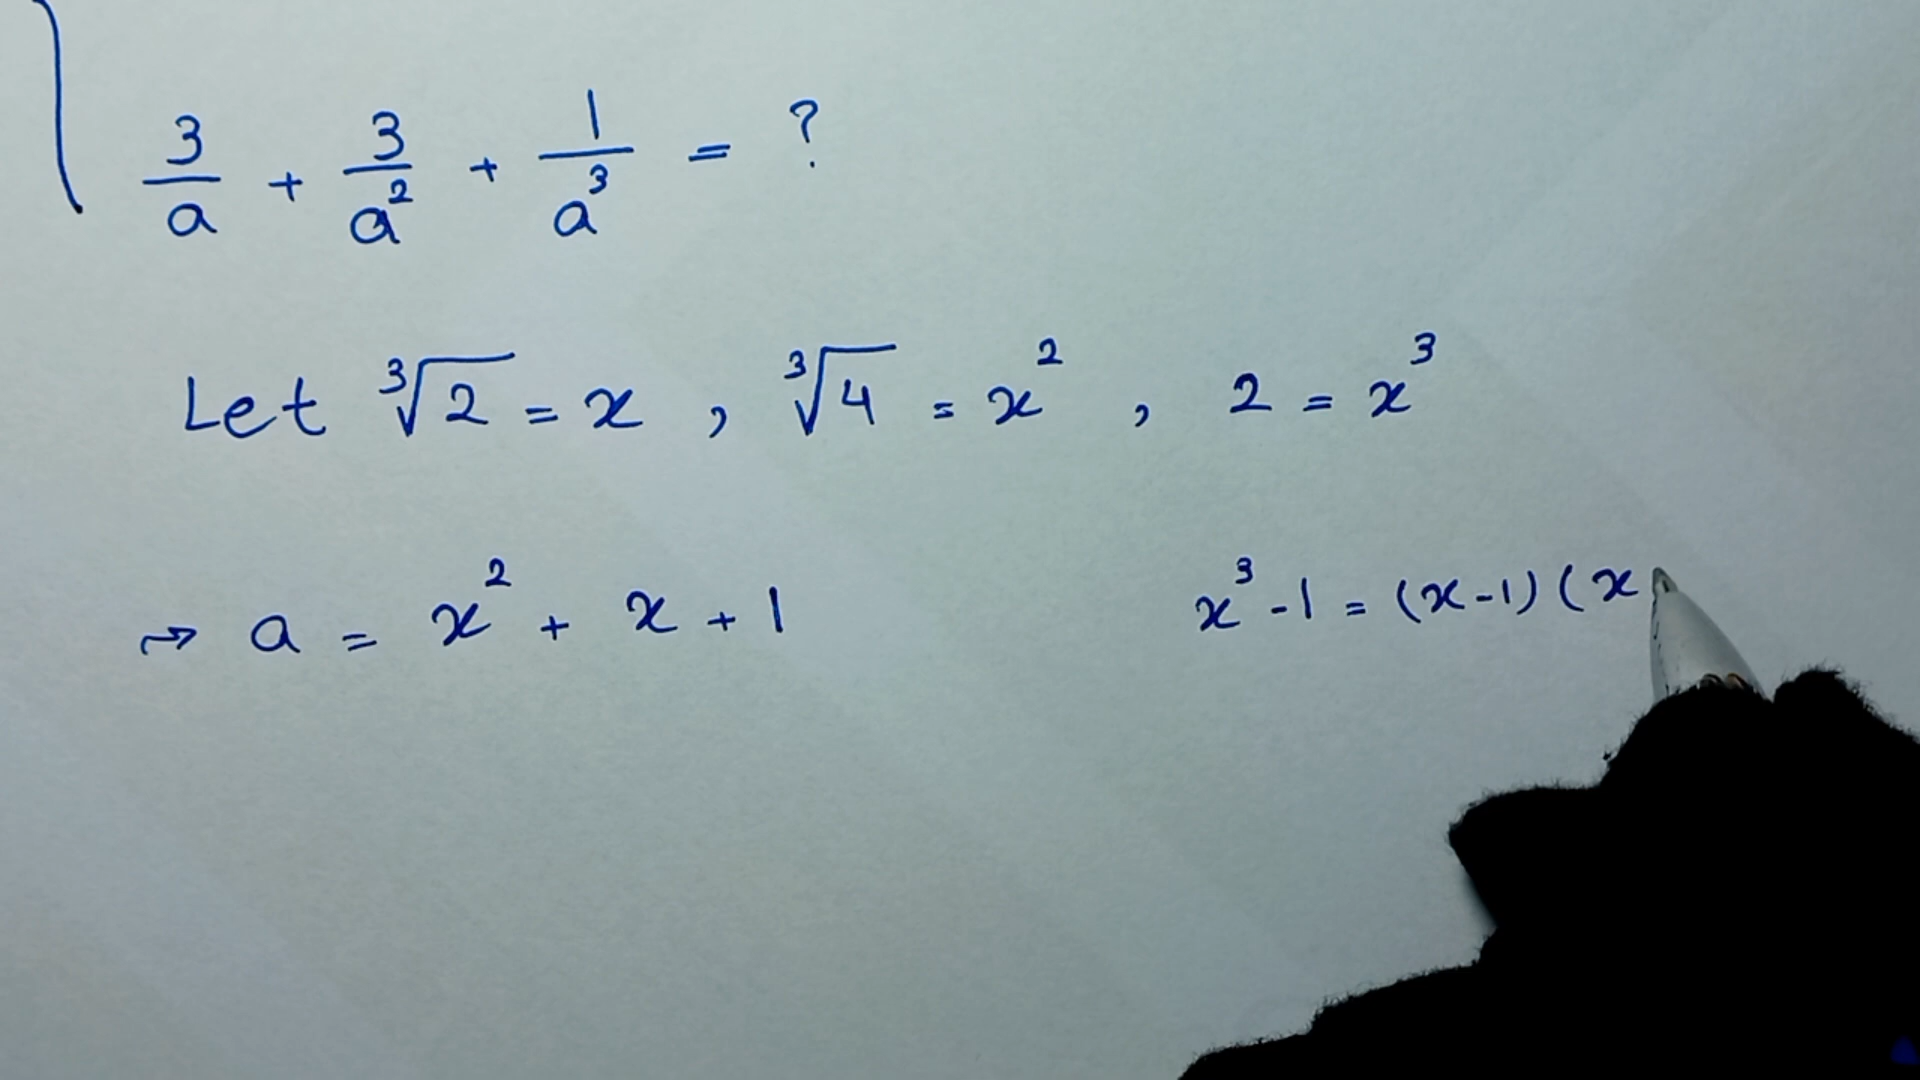 3/a + 3/a² + 1/a³ = ?
Let ∛2 = x , ∛4 = x² , 2 = x³
→ a = x² + x + 1
x³ - 1 = (x - 1) (x